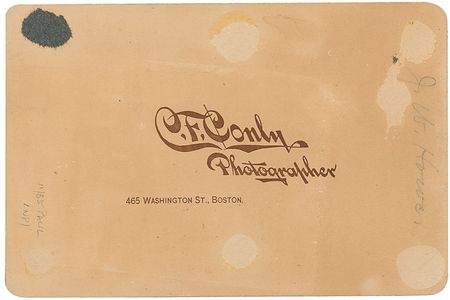 C. F. Conly
Photographer
465 WASHINGTON ST., BOSTON.
J. W.